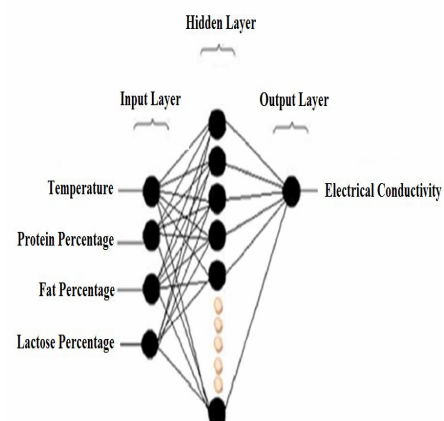 Hidden Layer
Input Layer
Output Layer
Temperature
Electrical Conductivity
Protein Percentage
Fat Percentage
Lactose Percentage